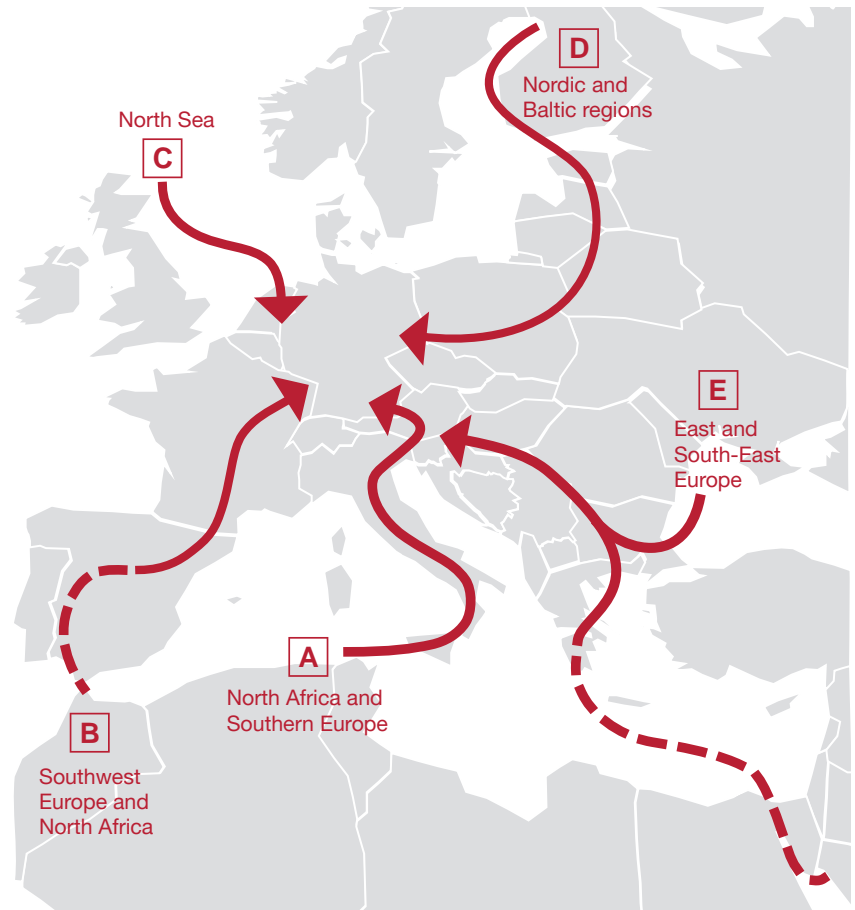 D
Nordic and
Baltic regions
North Sea
C
E
East and
South-East
Europe
A
North Africa and
Southern Europe
B
Southwest
Europe and
North Africa